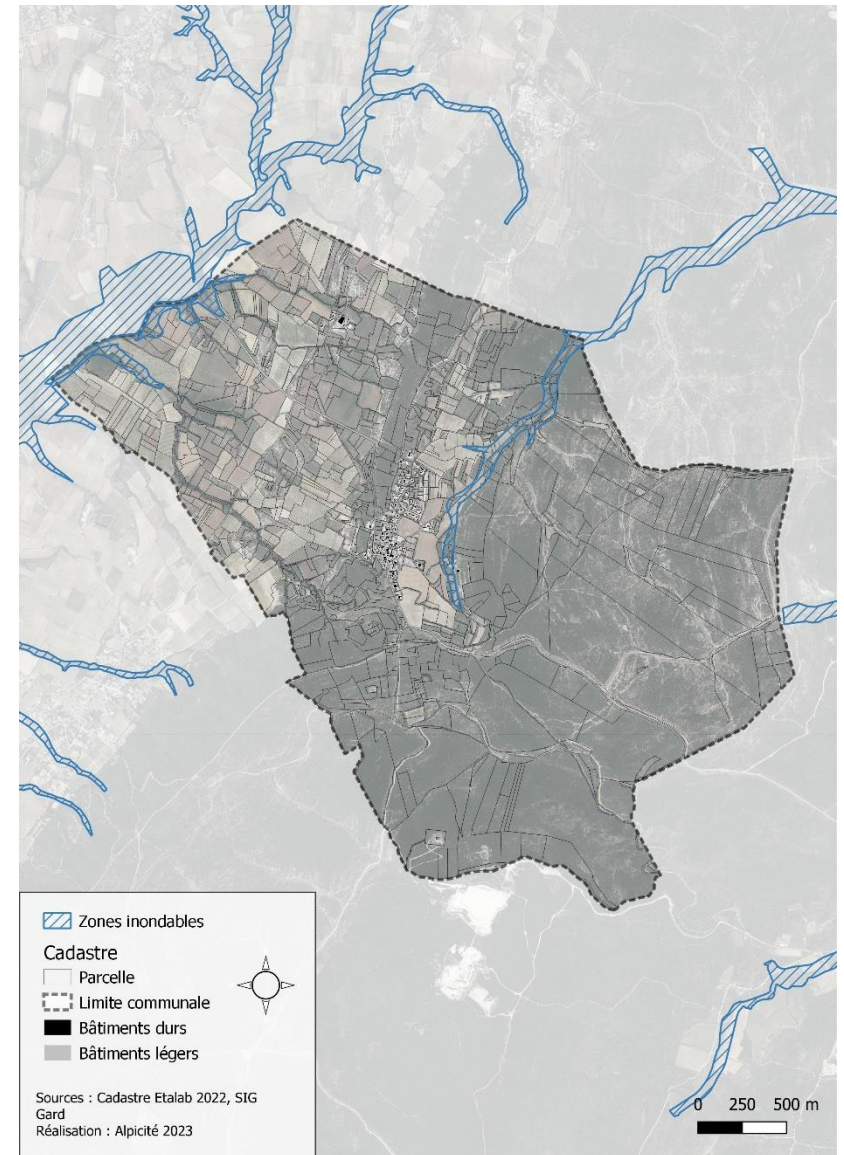 Zones inondables
Cadastre
Parcelle
Limite communale
Bâtiments durs
Bâtiments légers
Sources : Cadastre Etalab 2022, SIG
Gard
Réalisation : Alpicité 2023
0 250 500 m